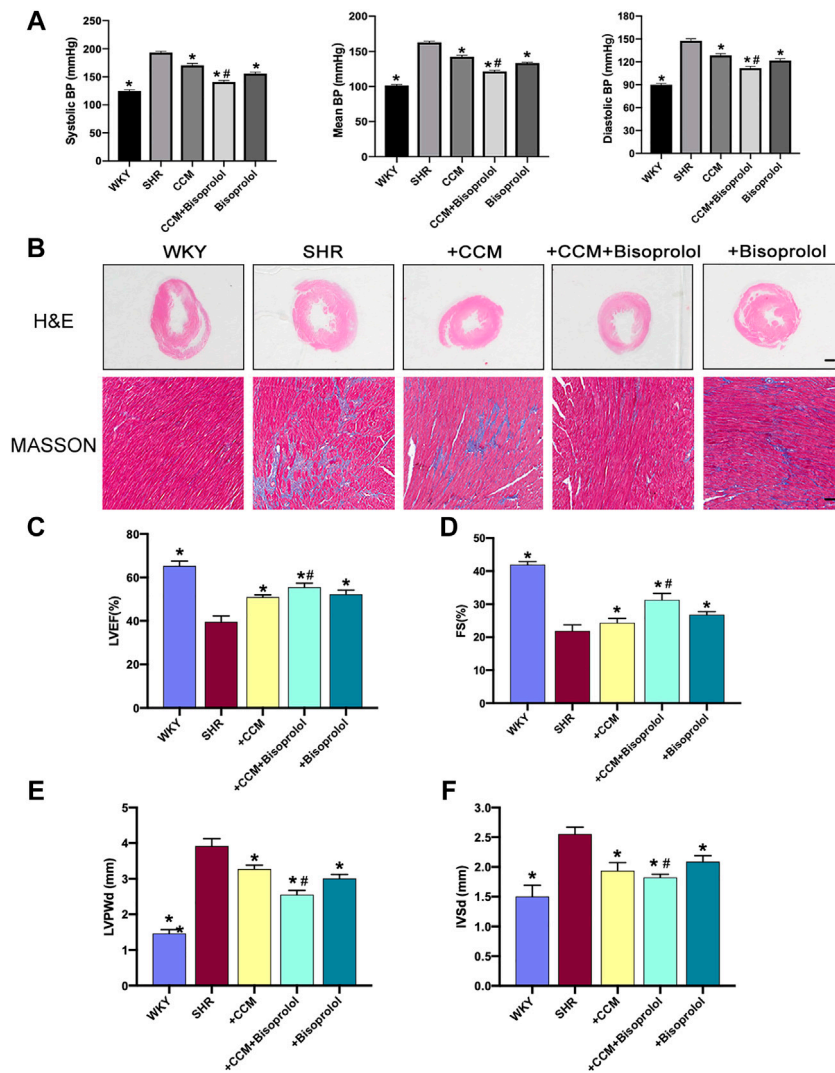 A
Systolic BP (mmHg)
250
200
150
100
50
0
*
*
* #
*
WKY
SHR
CCM
CCM+Bisoprolol
Bisoprolol
Mean BP (mmHg)
200
150
100
50
0
*
*
* #
*
WKY
SHR
CCM
CCM+Bisoprolol
Bisoprolol
Diastolic BP (mmHg)
180
150
120
90
60
30
0
*
*
* #
*
WKY
SHR
CCM
CCM+Bisoprolol
Bisoprolol
B
WKY SHR +CCM +CCM+Bisoprolol +Bisoprolol
H&E
MASSON
C
LVEF(%)
80
60
40
20
0
*
*
*#
*
WKY
SHR
+CCM
+CCM+Bisoprolol
+Bisoprolol
D
FS(%)
50
40
30
20
10
0
*
*
* #
*
WKY
SHR
+CCM
+CCM+Bisoprolol
+Bisoprolol
E
LVPWd (mm)
5
4
3
2
1
0
* *
*
* #
*
WKY
SHR
+CCM
+CCM+Bisoprolol
+Bisoprolol
F
IVSd (mm)
3.0
2.5
2.0
1.5
1.0
0.5
0.0
*
*
* #
*
WKY
SHR
+CCM
+CCM+Bisoprolol
+Bisoprolol